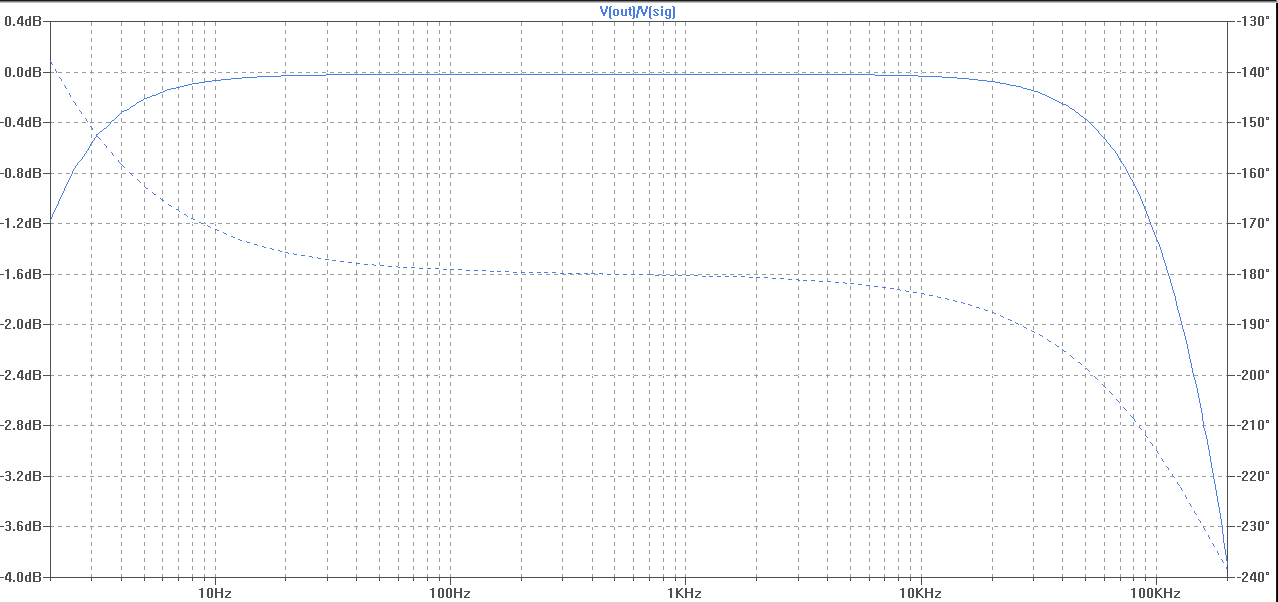 V(out)/V(sig)
0.4dB
0.0dB
-0.4dB
-0.8dB
-1.2dB
-1.6dB
-2.0dB
-2.4dB
-2.8dB
-3.2dB
-3.6dB
-4.0dB
-130°
-140°
-150°
-160°
-170°
-180°
-190°
-200°
-210°
-220°
-230°
-240°
10Hz 100Hz 1KHz 10KHz 100KHz